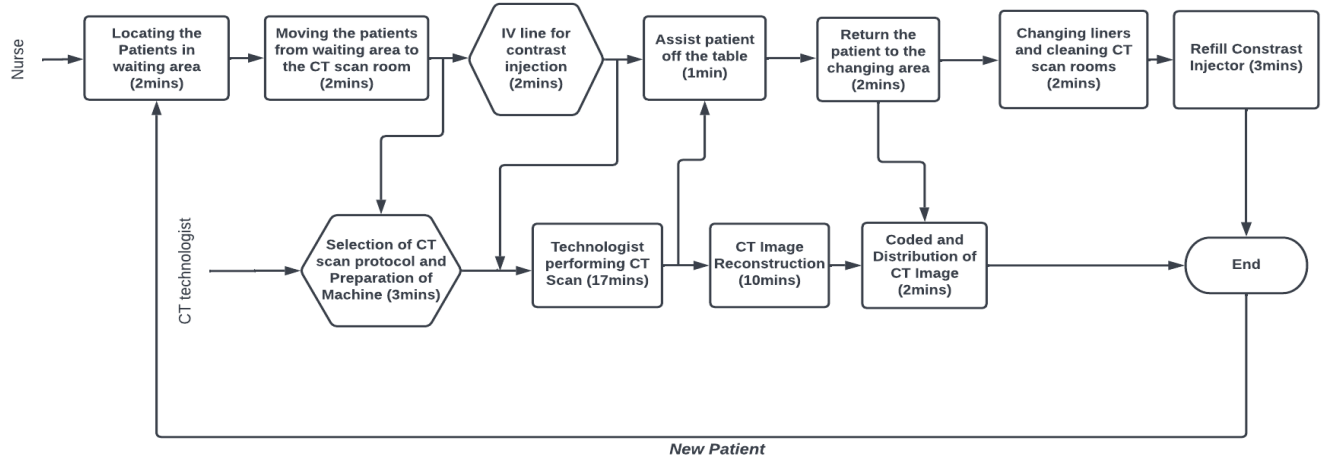 Nurse
Locating the
Patients in
waiting area
(2mins)
Moving the patients
from waiting area to
the CT scan room
(2mins)
IV line for
contrast
injection
(2mins)
Assist patient
off the table
(1min)
Return the
patient to the
changing area
(2mins)
Changing liners
and cleaning CT
scan rooms
(2mins)
Refill Constrast
Injector (3mins)
CT technologist
Selection of CT
scan protocol and
Preparation of
Machine (3mins)
Technologist
performing CT
Scan (17mins)
CT Image
Reconstruction
(10mins)
Coded and
Distribution of
CT Image
(2mins)
End
New Patient